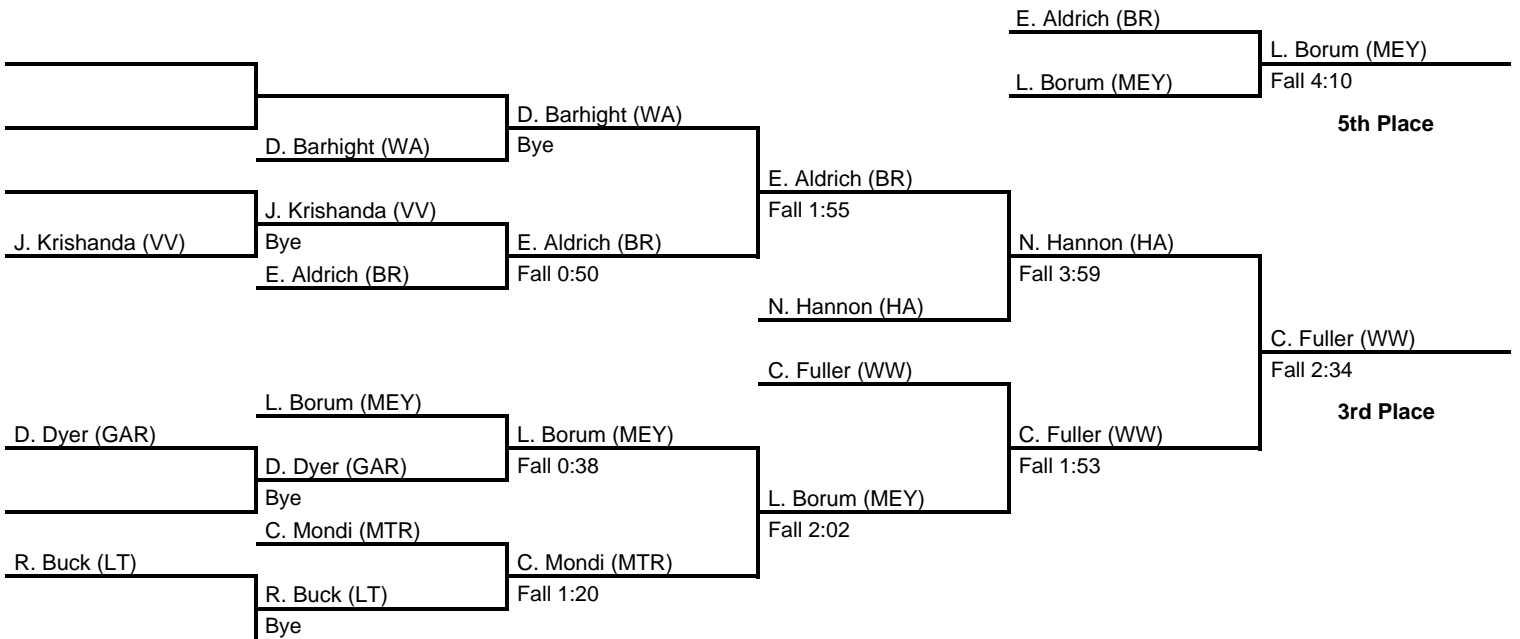 E. Aldrich (BR)
L. Borum (MEY)
L. Borum (MEY)
Fall 4:10
5th Place
D. Barhight (WA)
D. Barhight (WA)
Bye
E. Aldrich (BR)
Fall 1:55
J. Krishanda (VV)
J. Krishanda (VV)
Bye
E. Aldrich (BR)
E. Aldrich (BR)
Fall 0:50
N. Hannon (HA)
Fall 3:59
N. Hannon (HA)
C. Fuller (WW)
Fall 2:34
3rd Place
C. Fuller (WW)
L. Borum (MEY)
D. Dyer (GAR)
L. Borum (MEY)
Fall 0:38
C. Fuller (WW)
Fall 1:53
D. Dyer (GAR)
Bye
L. Borum (MEY)
Fall 2:02
C. Mondi (MTR)
R. Buck (LT)
C. Mondi (MTR)
Fall 1:20
R. Buck (LT)
Bye